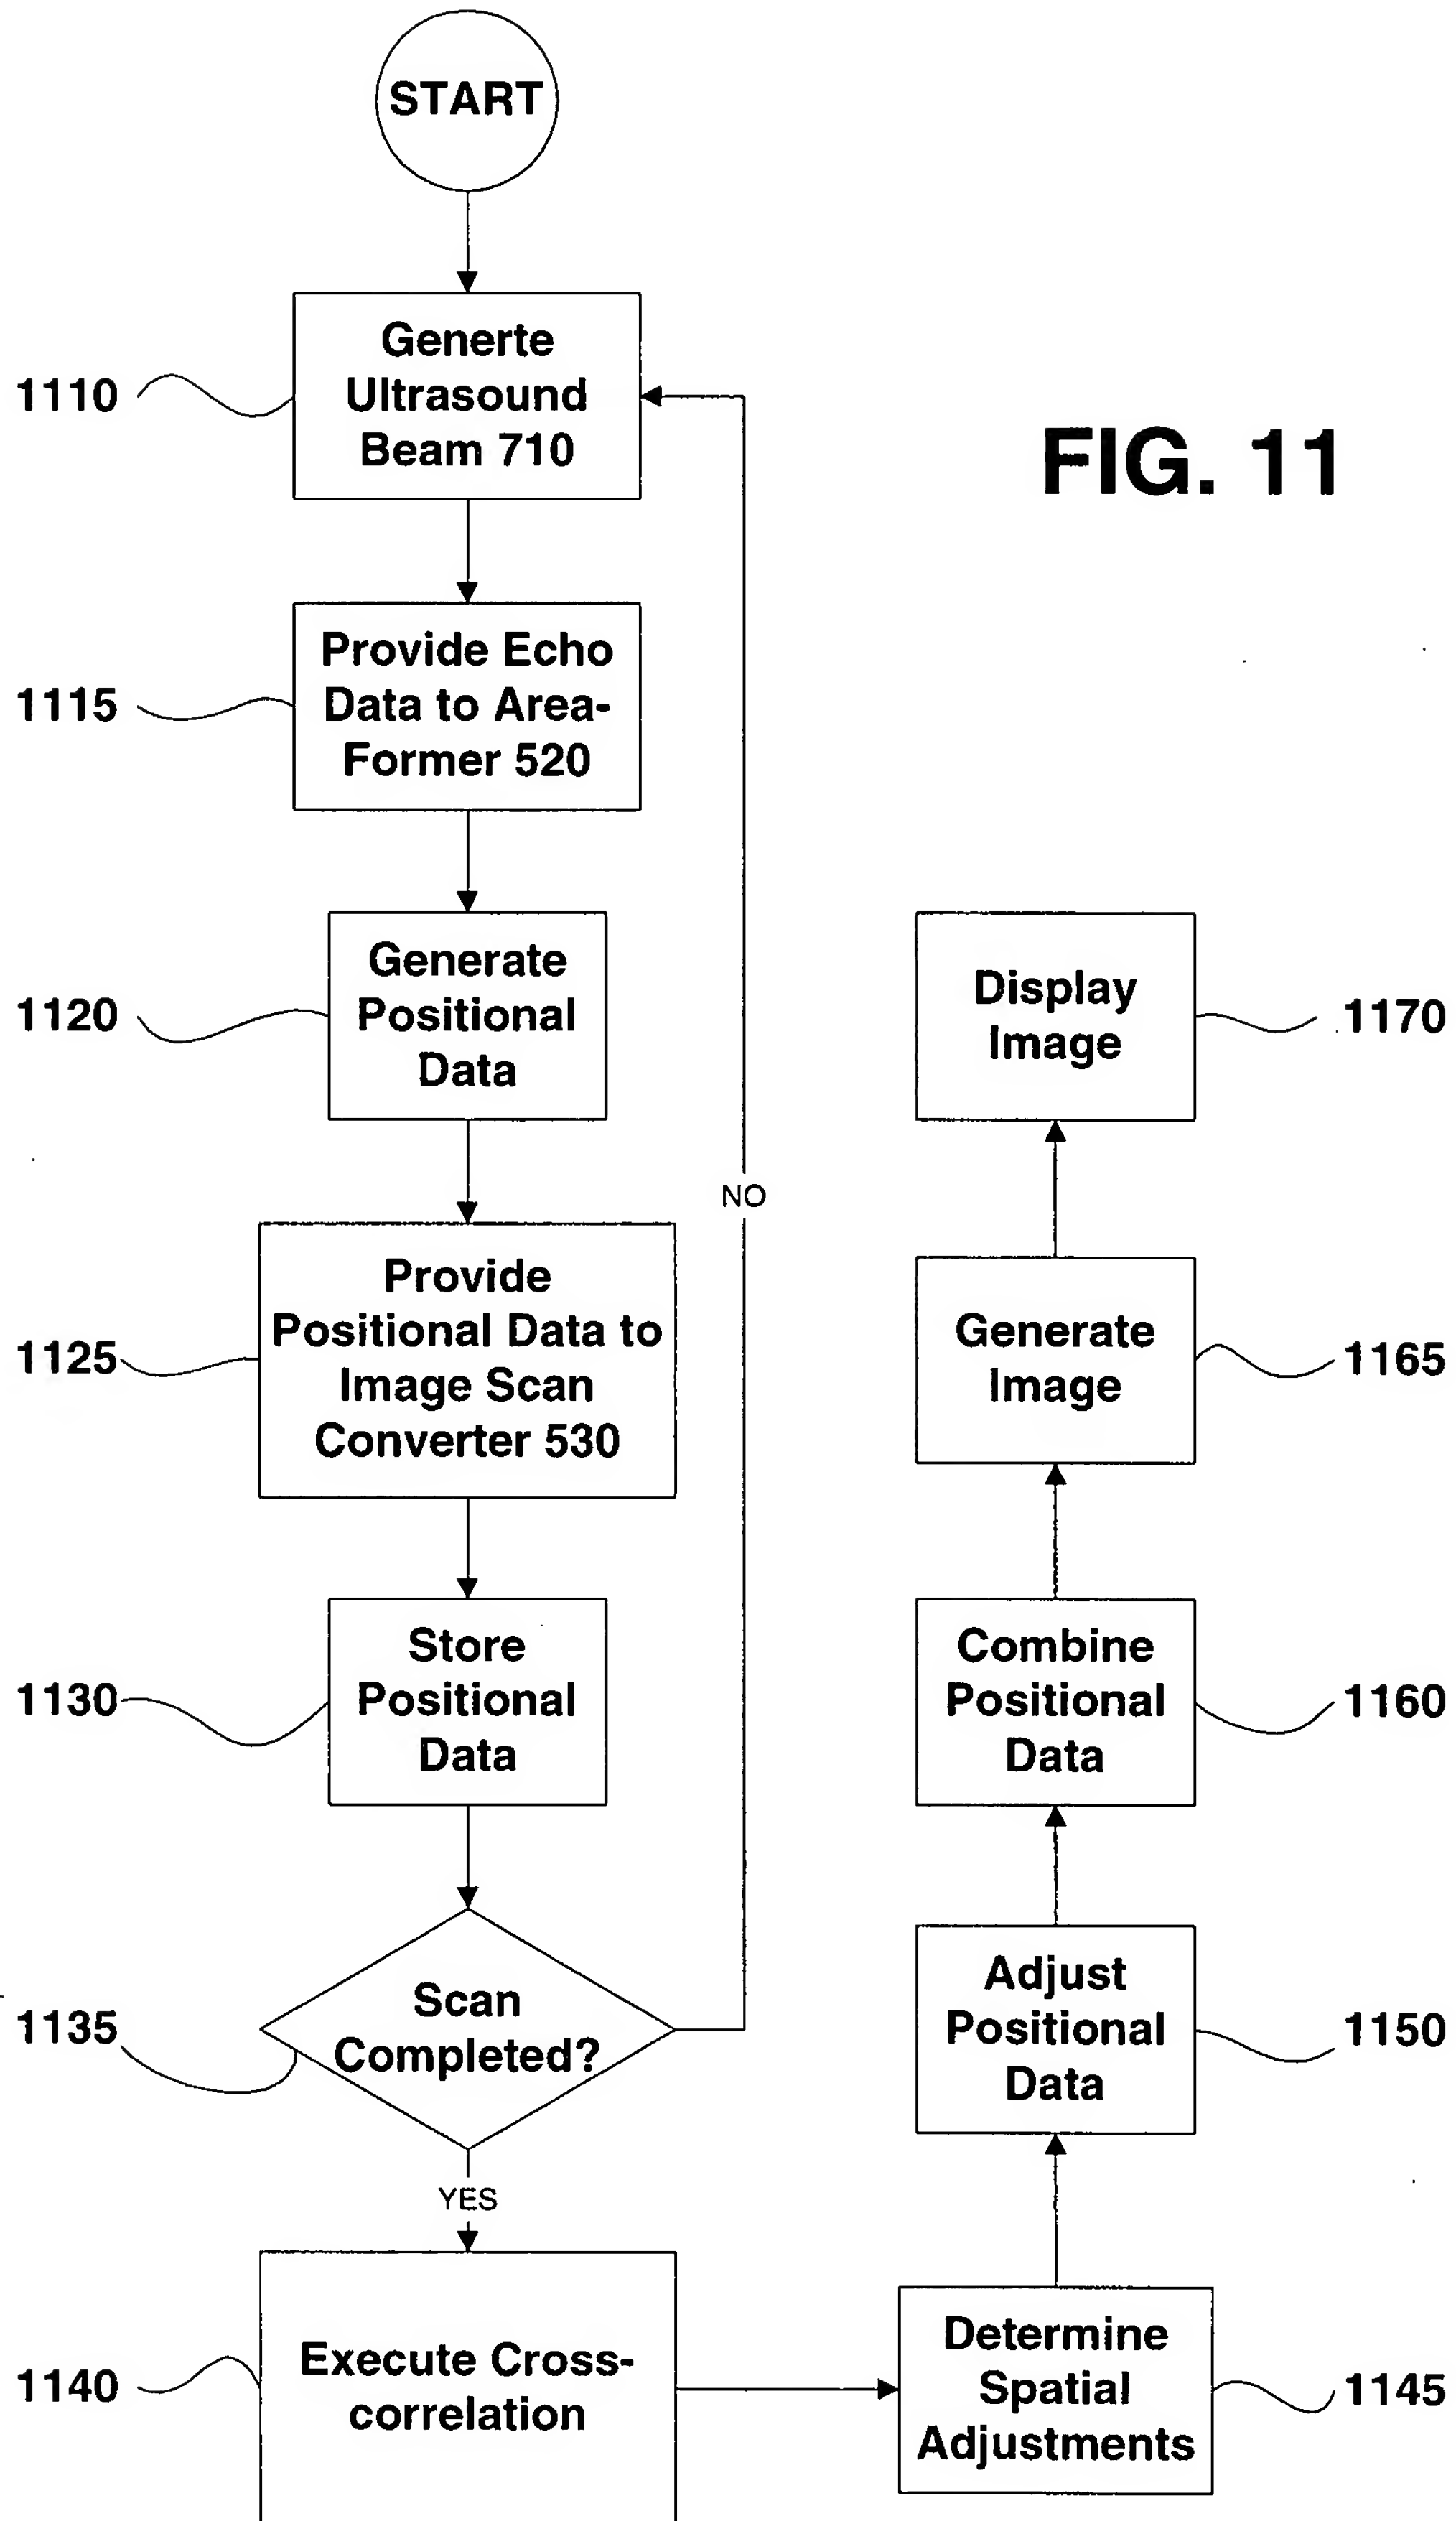 START
Generte
Ultrasound
Beam 710
1110
FIG. 11
Provide Echo
Data to Area-
Former 520
1115
Generate
Positional
Data
1120
Provide
Positional Data to
Image Scan
Converter 530
1125
Store
Positional
Data
1130
Scan
Completed?
1135
NO
YES
Execute Cross-
correlation
1140
Determine
Spatial
Adjustments
1145
Adjust
Positional
Data
1150
Combine
Positional
Data
1160
Generate
Image
1165
Display
Image
1170